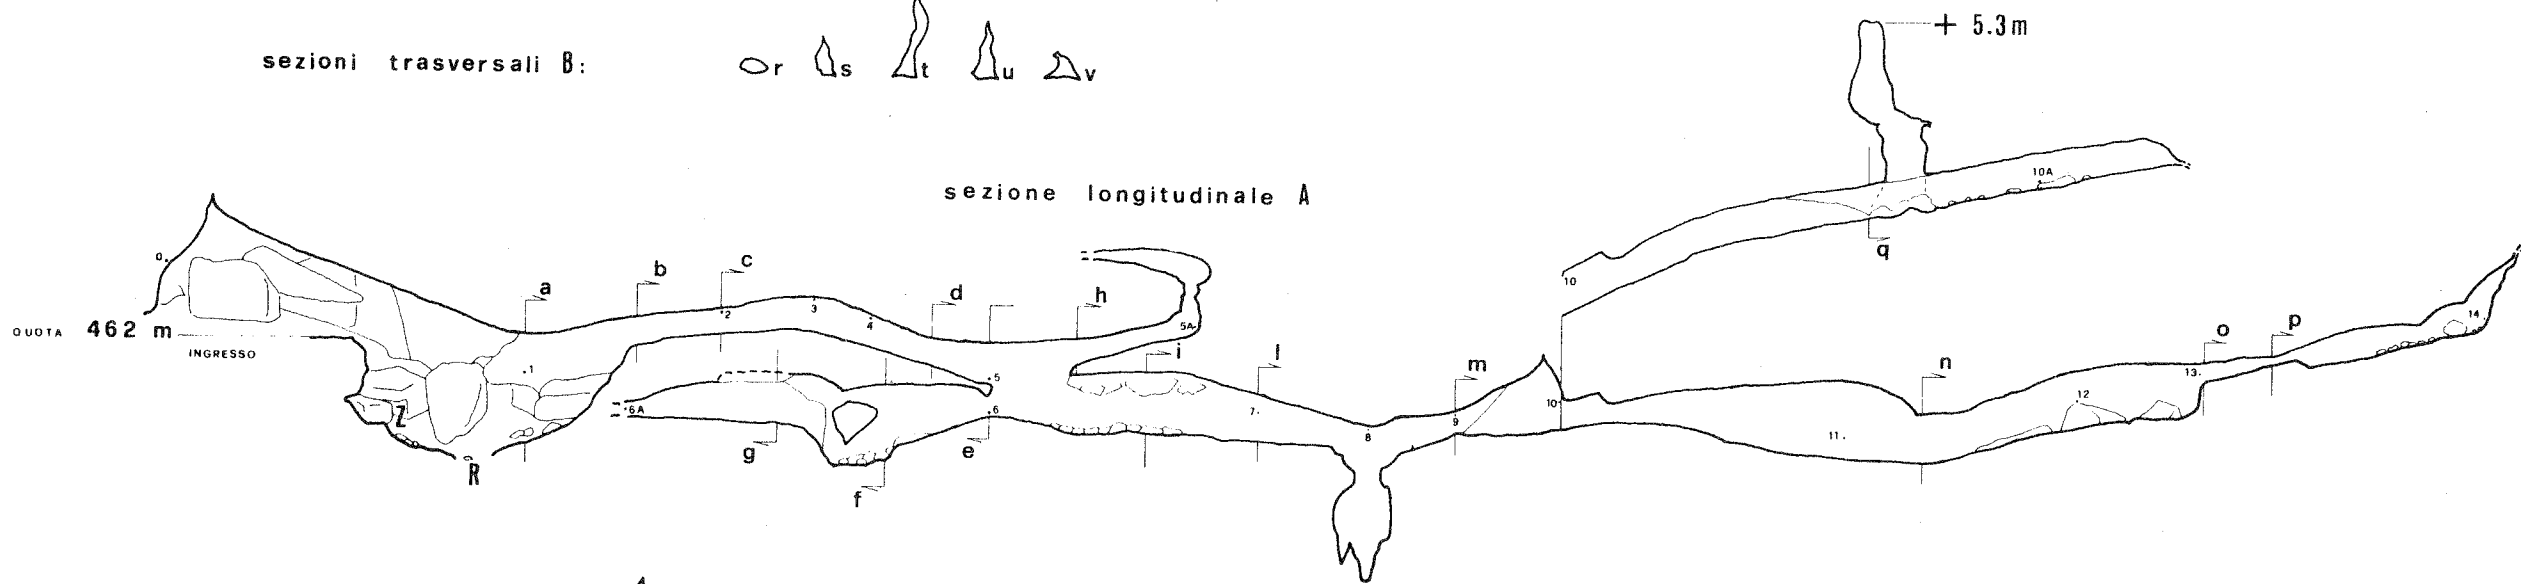 + 5.3m
sezioni trasversali B: r s t u v
sezione longitudinale A
10A
q
10
0.
a b c d h
2 3 4 5A
QUOTA 462 m
INGRESSO
14
o p
i l m n
1 5 13
6A 6 7 8 9 10 11 12
Z
R
g e
f